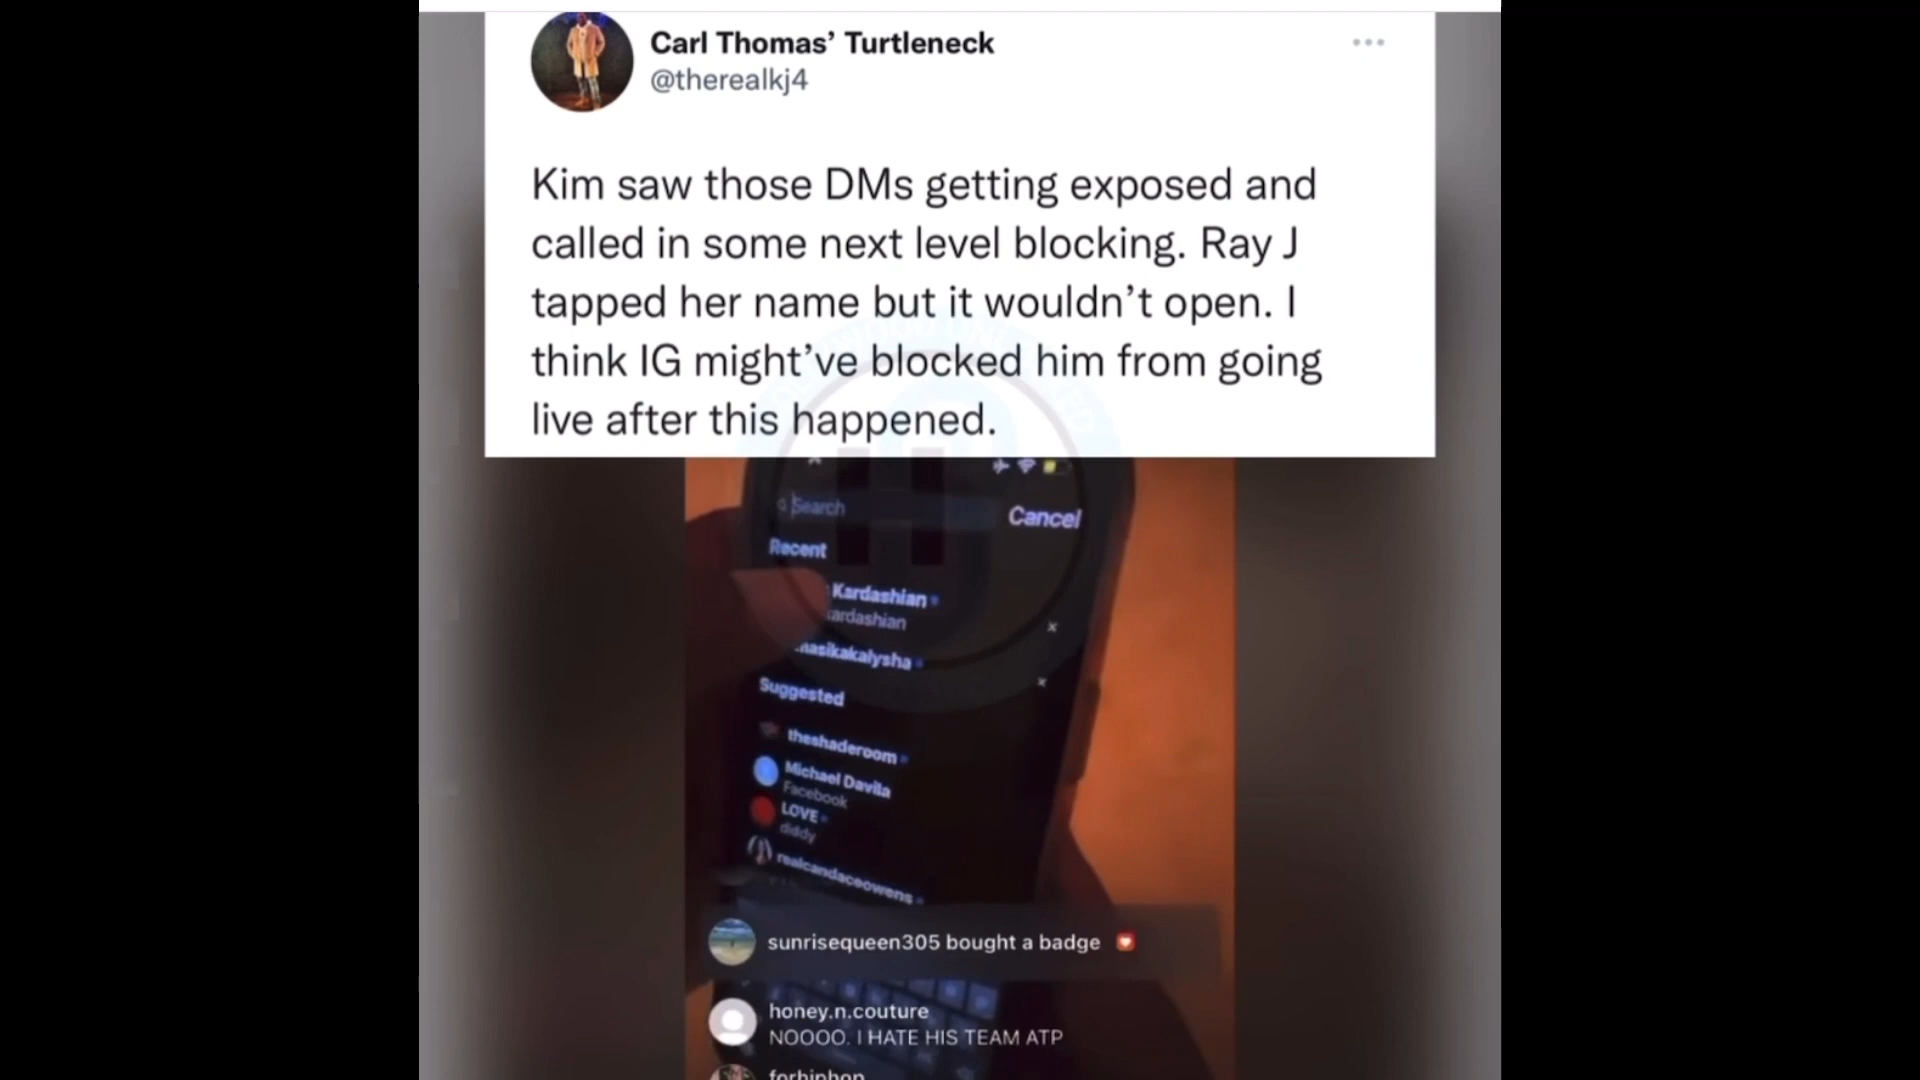 Carl Thomas’ Turtleneck
@therealkj4
Kim saw those DMs getting exposed and
called in some next level blocking. Ray J
tapped her name but it wouldn’t open. I
think IG might’ve blocked him from going
live after this happened.
Search
Cancel
Recent
Kardashian
ardashian
asikakalysha
Suggested
theshaderoom
Michael Davila
Facebook
LOVE
diddy
realcandaceowens
sunrisequeen305 bought a badge
honey.n.couture
NOOOO. I HATE HIS TEAM ATP
forhiphop